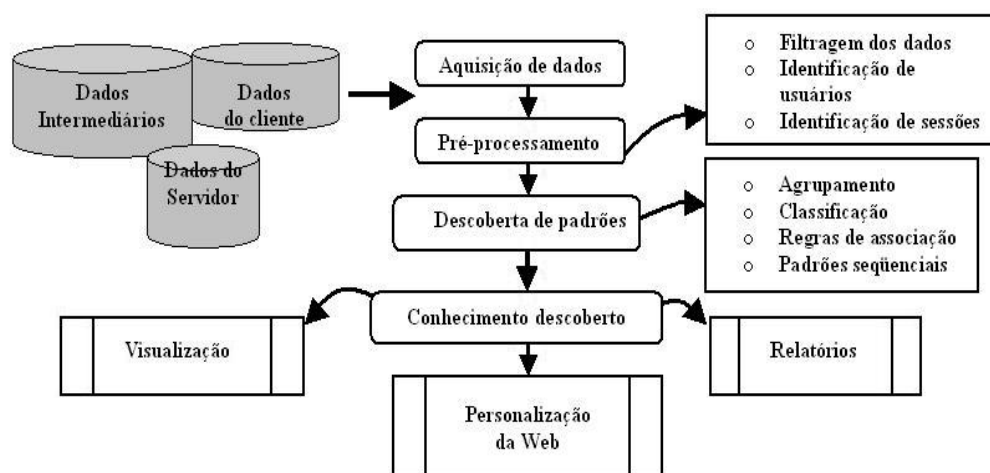 Dados
Intermediários
Dados
do cliente
Dados do
Servidor
Aquisição de dados
Pré-processamento
Descoberta de padrões
Conhecimento descoberto
Filtragem dos dados
Identificação de
usuários
Identificação de sessões
Agrupamento
Classificação
Regras de associação
Padrões seqüenciais
Visualização
Personalização
da Web
Relatórios